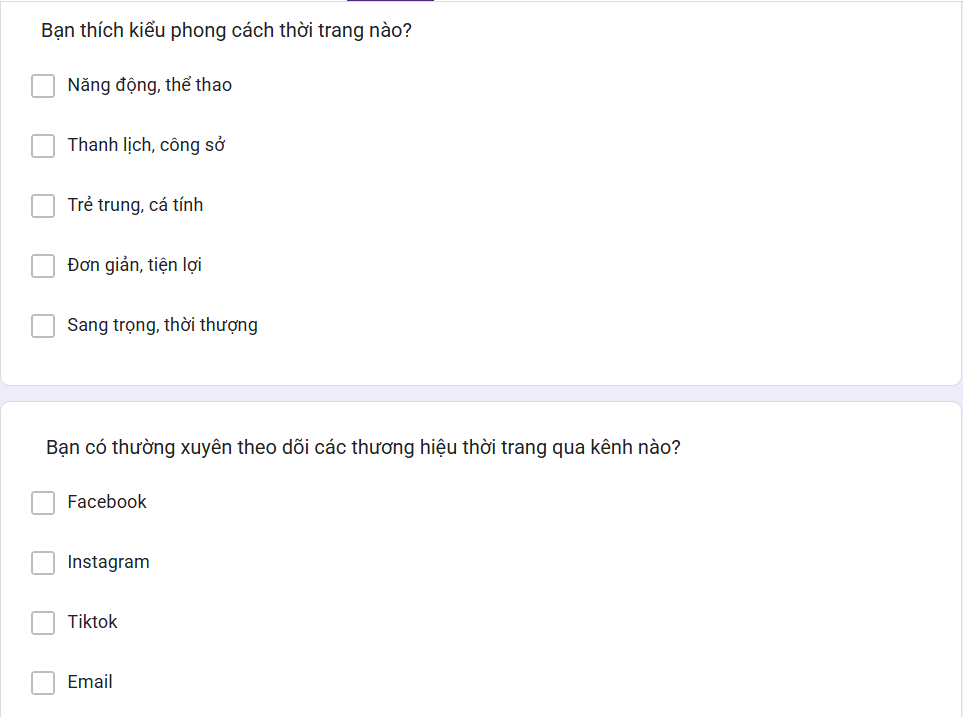 Bạn thích kiểu phong cách thời trang nào?
Năng động, thể thao
Thanh lịch, công sở
Trẻ trung, cá tính
Đơn giản, tiện lợi
Sang trọng, thời thượng
Bạn có thường xuyên theo dõi các thương hiệu thời trang qua kênh nào?
Facebook
Instagram
Tiktok
Email